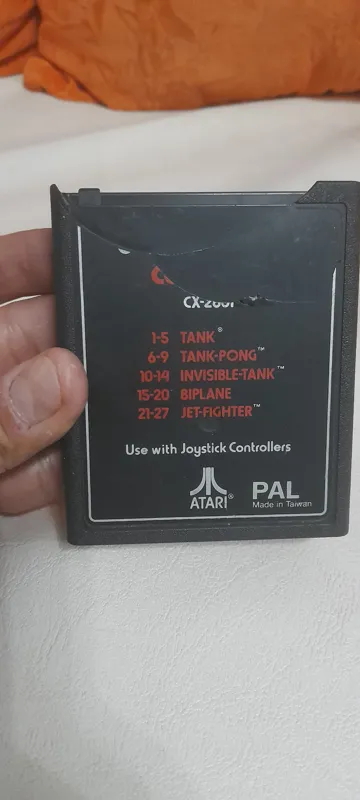 CX-2601
1-5 TANK®
6-9 TANK-PONG™
10-14 INVISIBLE-TANK™
15-20 BIPLANE
21-27 JET-FIGHTER™
Use with Joystick Controllers
ATARI® PAL
Made in Taiwan